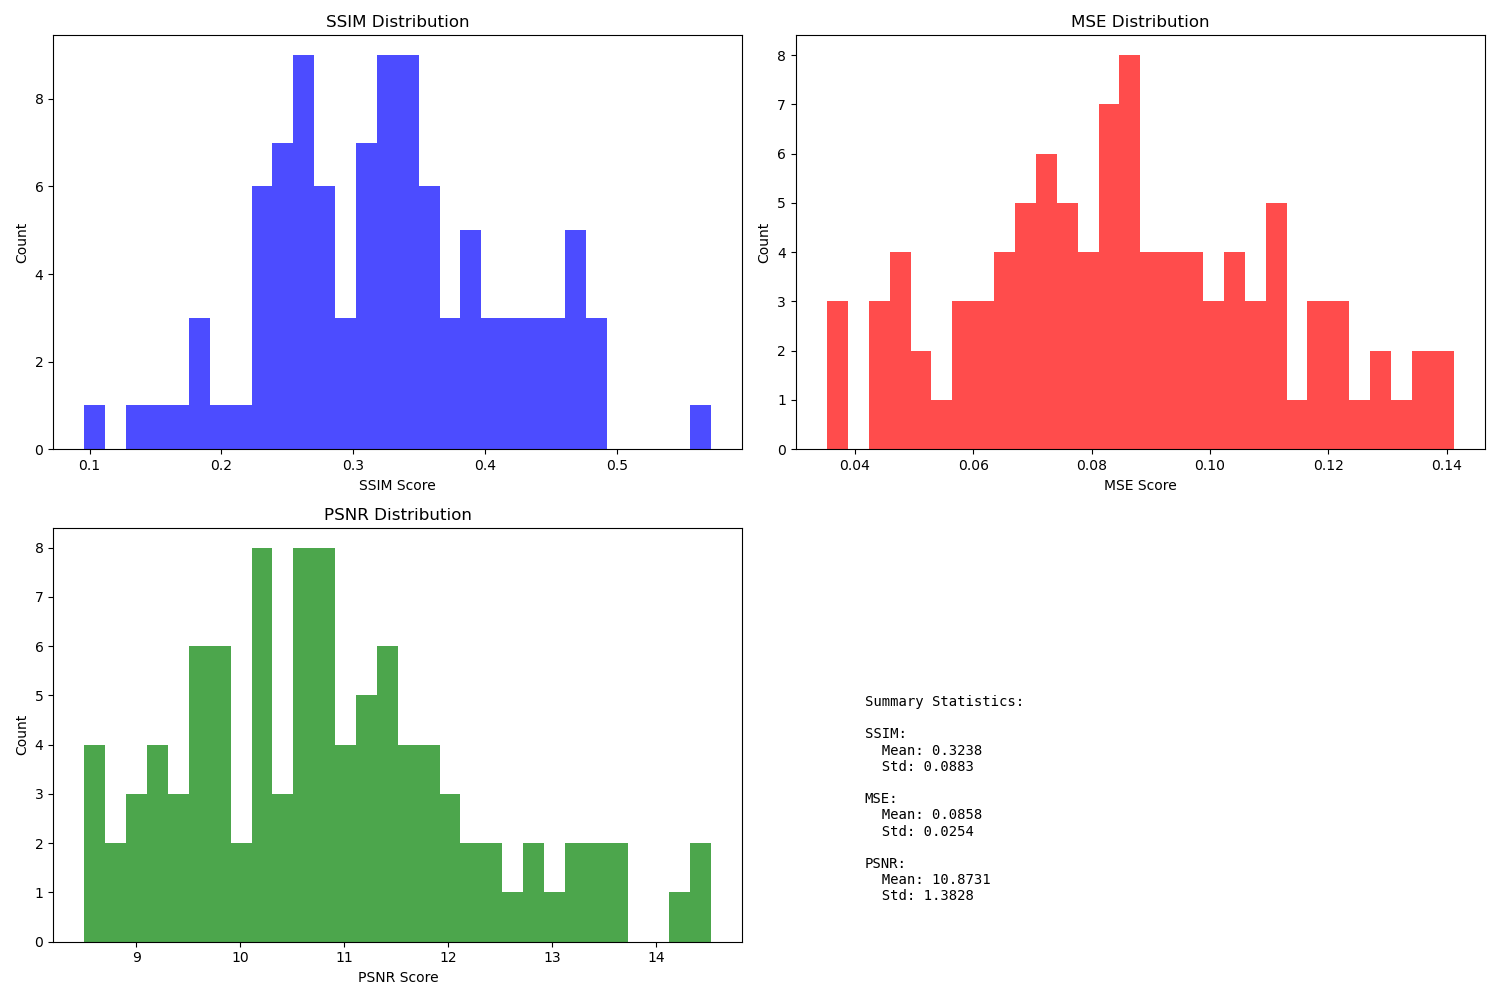 SSIM Distribution
8
6
4
2
0
Count
0.1 0.2 0.3 0.4 0.5
SSIM Score
MSE Distribution
8
7
6
5
4
3
2
1
0
Count
0.04 0.06 0.08 0.10 0.12 0.14
MSE Score
PSNR Distribution
8
7
6
5
4
3
2
1
0
Count
9 10 11 12 13 14
PSNR Score
Summary Statistics:
SSIM:
Mean: 0.3238
Std: 0.0883
MSE:
Mean: 0.0858
Std: 0.0254
PSNR:
Mean: 10.8731
Std: 1.3828